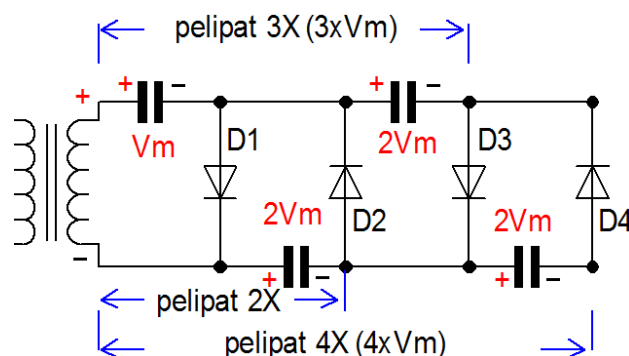 pelipat 3X (3xVm)
+ + - + -
Vm D1 2Vm D3
2Vm D2 2Vm D4
- + - + -
pelipat 2X
pelipat 4X (4xVm)